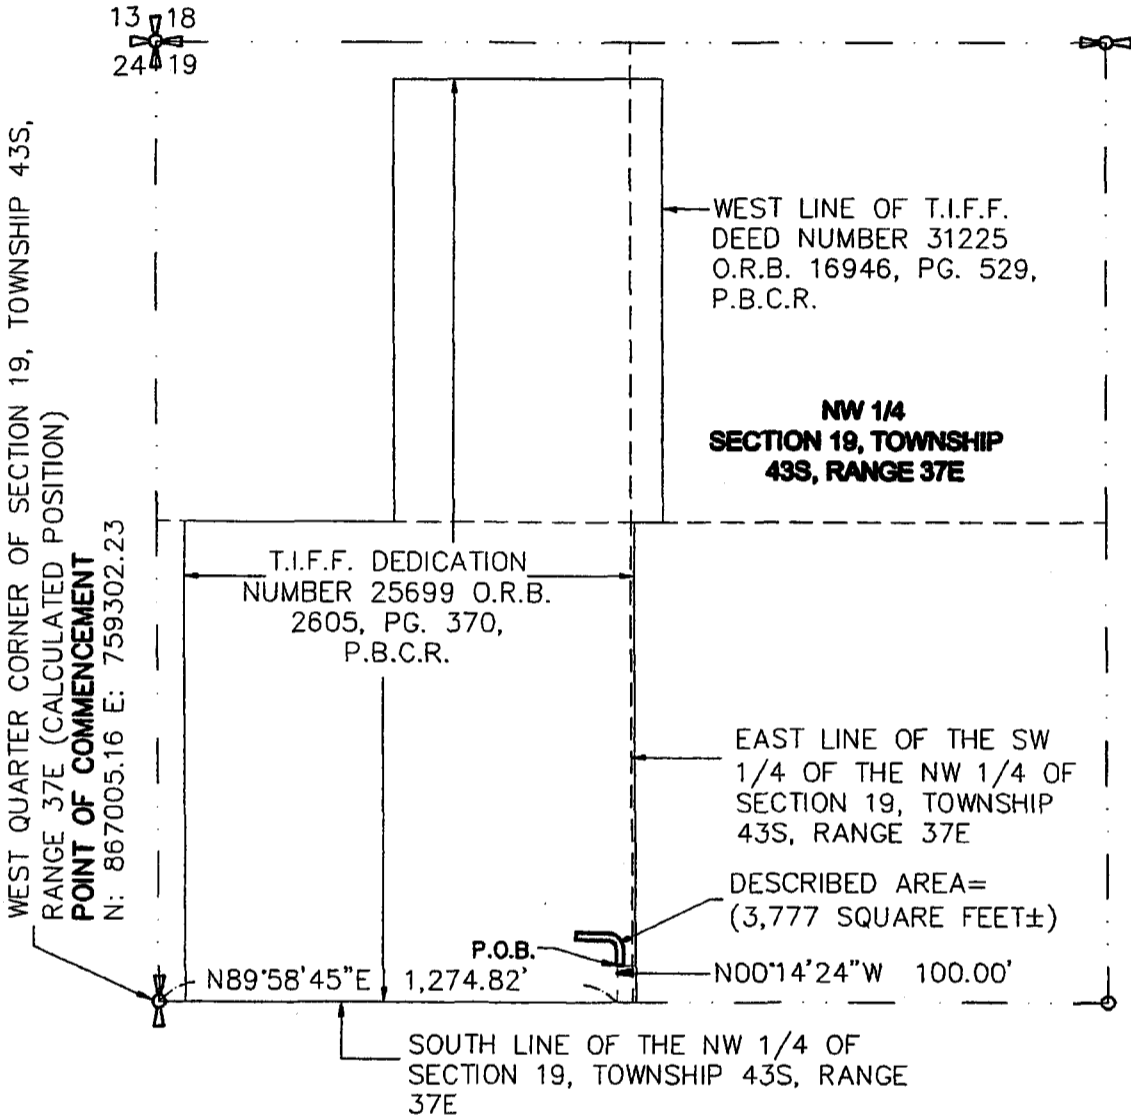 13 18
24 19
WEST QUARTER CORNER OF SECTION 19, TOWNSHIP 43S,
RANGE 37E (CALCULATED POSITION)
POINT OF COMMENCEMENT
N: 867005.16 E: 759302.23
WEST LINE OF T.I.F.F.
DEED NUMBER 31225
O.R.B. 16946, PG. 529,
P.B.C.R.
NW 1/4
SECTION 19, TOWNSHIP
43S, RANGE 37E
T.I.F.F. DEDICATION
NUMBER 25699 O.R.B.
2605, PG. 370,
P.B.C.R.
EAST LINE OF THE SW
1/4 OF THE NW 1/4 OF
SECTION 19, TOWNSHIP
43S, RANGE 37E
DESCRIBED AREA=
(3,777 SQUARE FEET±)
P.O.B.
N89°58'45"E 1,274.82'
N00°14'24"W 100.00'
SOUTH LINE OF THE NW 1/4 OF
SECTION 19, TOWNSHIP 43S, RANGE
37E